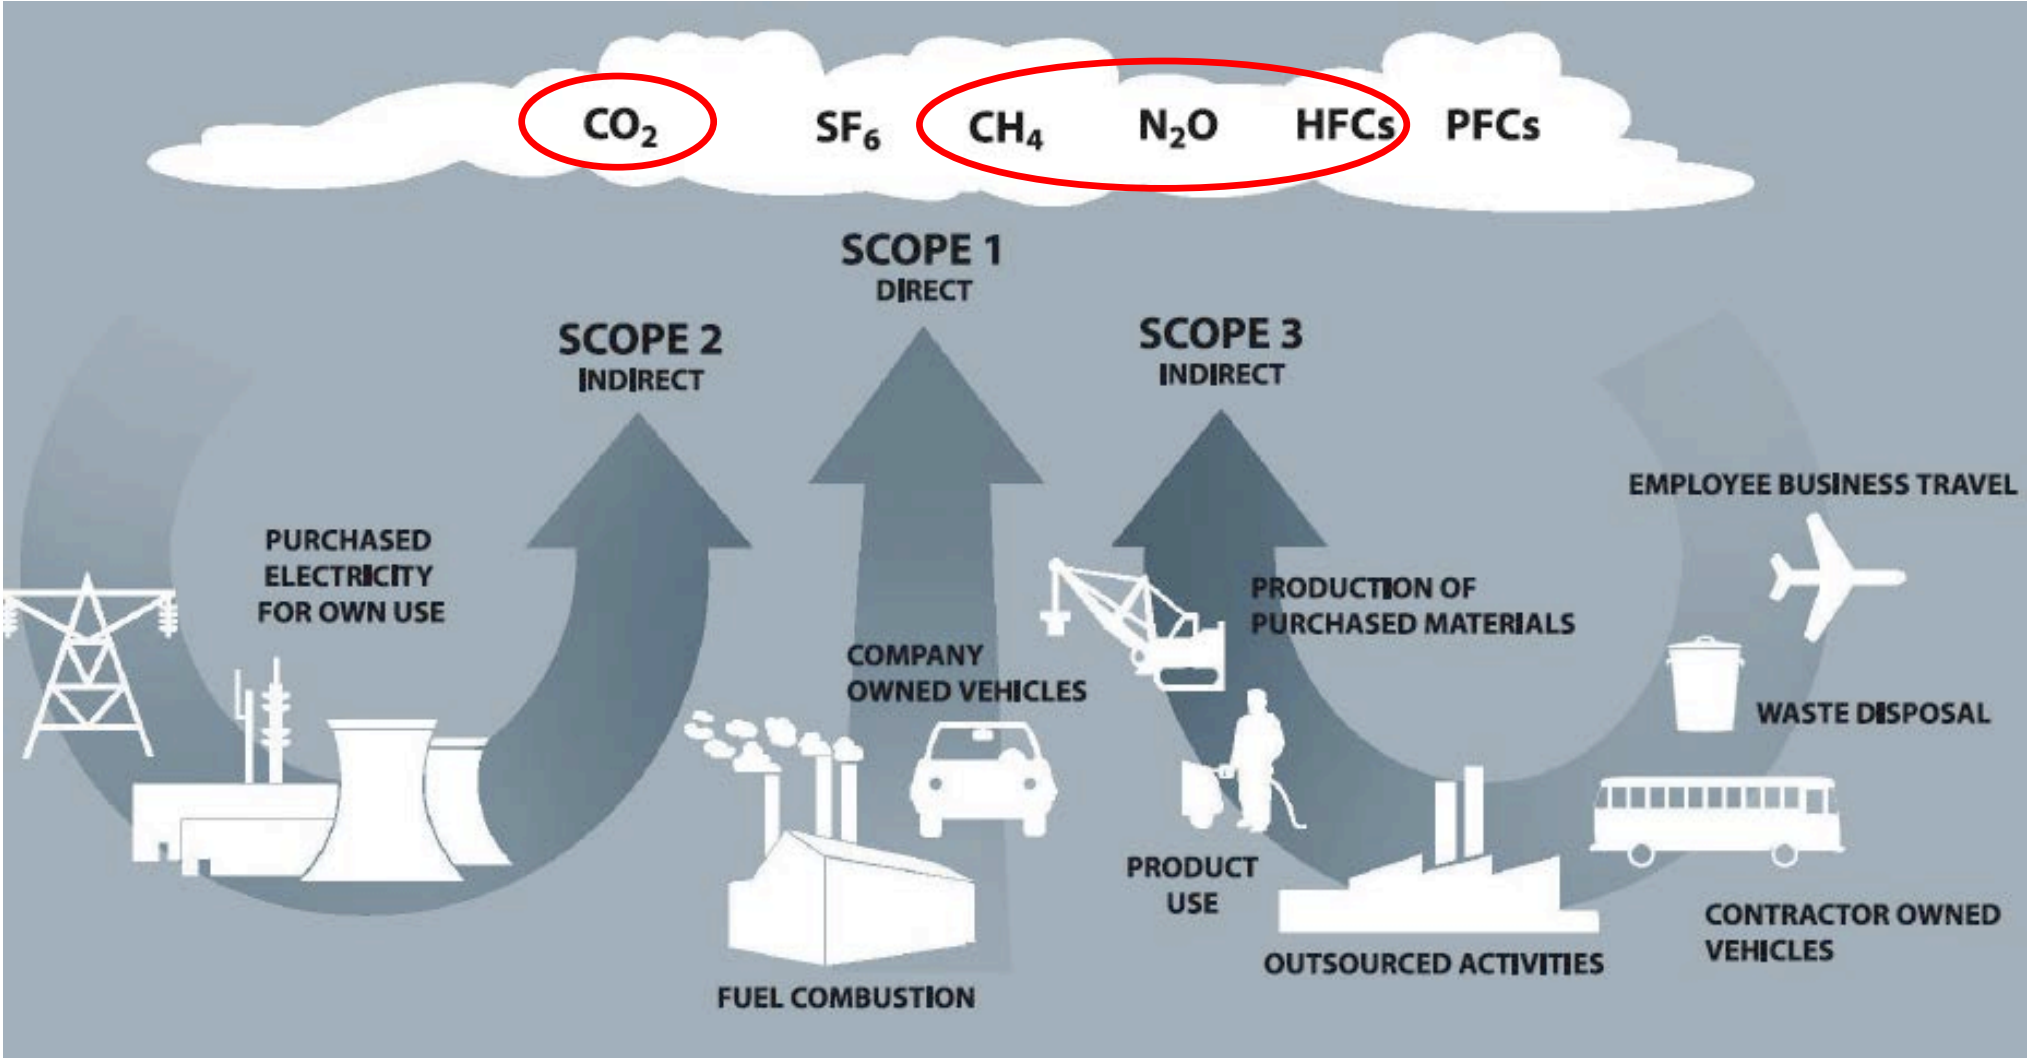 CO₂ SF₆ CH₄ N₂O HFCs PFCs
SCOPE 1
DIRECT
SCOPE 2
INDIRECT
SCOPE 3
INDIRECT
PURCHASED
ELECTRICITY
FOR OWN USE
COMPANY
OWNED VEHICLES
FUEL COMBUSTION
PRODUCTION OF
PURCHASED MATERIALS
EMPLOYEE BUSINESS TRAVEL
WASTE DISPOSAL
PRODUCT
USE
OUTSOURCED ACTIVITIES
CONTRACTOR OWNED
VEHICLES